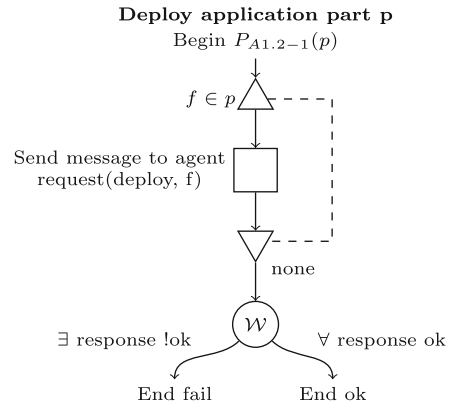 Deploy application part p
Begin P_{A1.2−1}(p)
f ∈ p
Send message to agent
request(deploy, f)
none
𝒲
∃ response !ok
∀ response ok
End fail
End ok